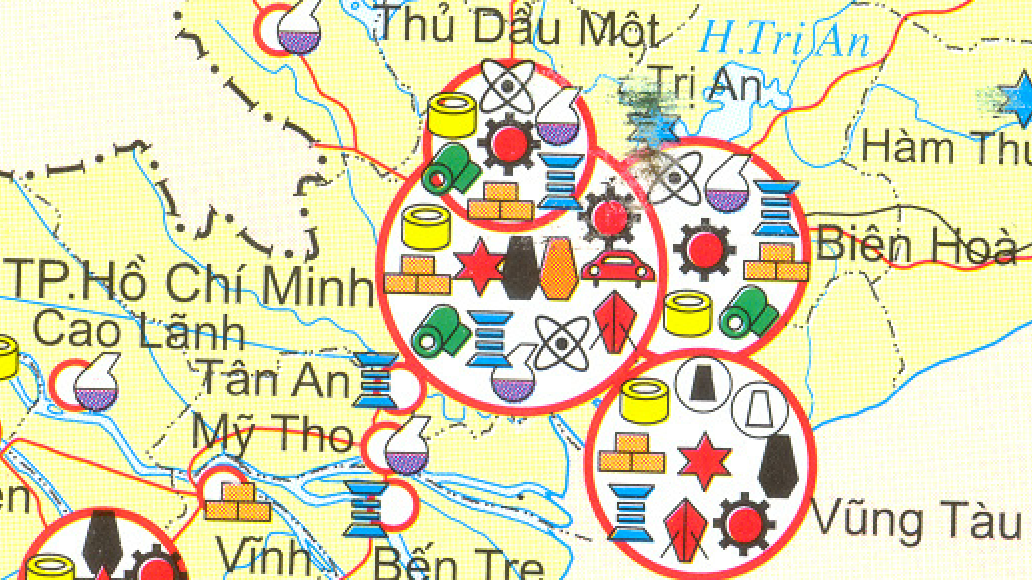 Thủ Dầu Một
H.Trị An
Trị An
Hàm Thu
Biên Hoà
TP.Hồ Chí Minh
Cao Lãnh
Tân An
Mỹ Tho
Vũng Tàu
Vĩnh
Bến Tre